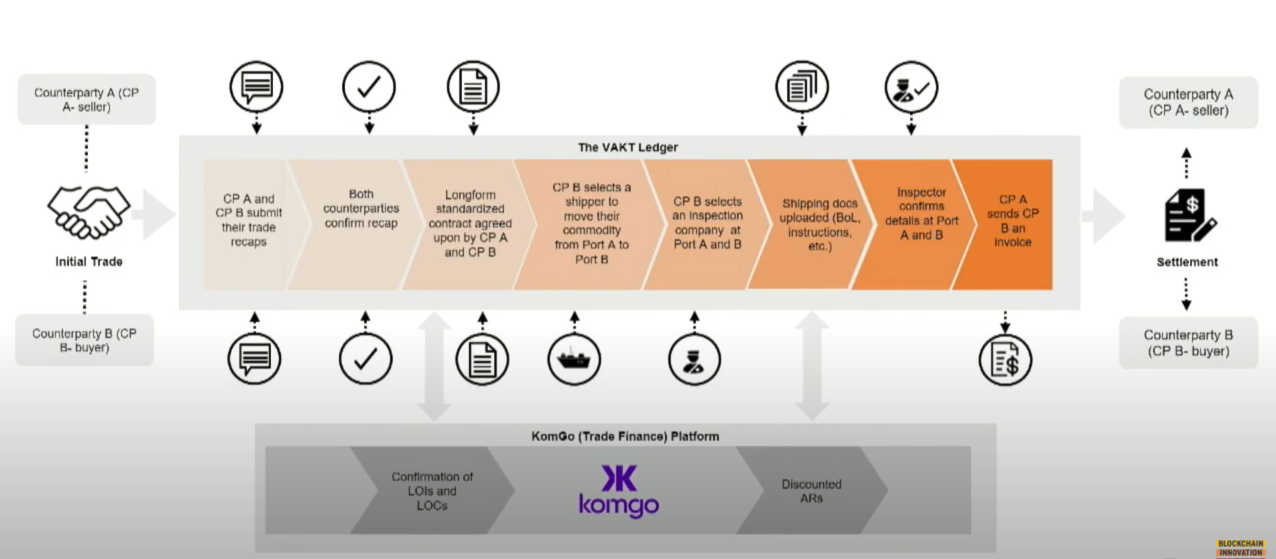 Counterparty A (CP
A- seller)
Initial Trade
Counterparty B (CP
B- buyer)
The VAKT Ledger
CP A and
CP B submit
their trade
recaps
Both
counterparties
confirm recap
Longform
standardized
contract agreed
upon by CP A
and CP B
CP B selects a
shipper to
move their
commodity
from Port A to
Port B
CP B selects
an inspection
company at
Port A and B
Shipping docs
uploaded (BoL,
instructions,
etc.)
Inspector
confirms
details at Port
A and B
CP A
sends CP
B an
Invoice
Counterparty A
(CP A- seller)
$
Settlement
Counterparty B
(CP B- buyer)
$
KomGo (Trade Finance) Platform
Confirmation of
LOIs and
LOCs
komgo
Discounted
ARs
BLOCKCHAIN
INNOVATION